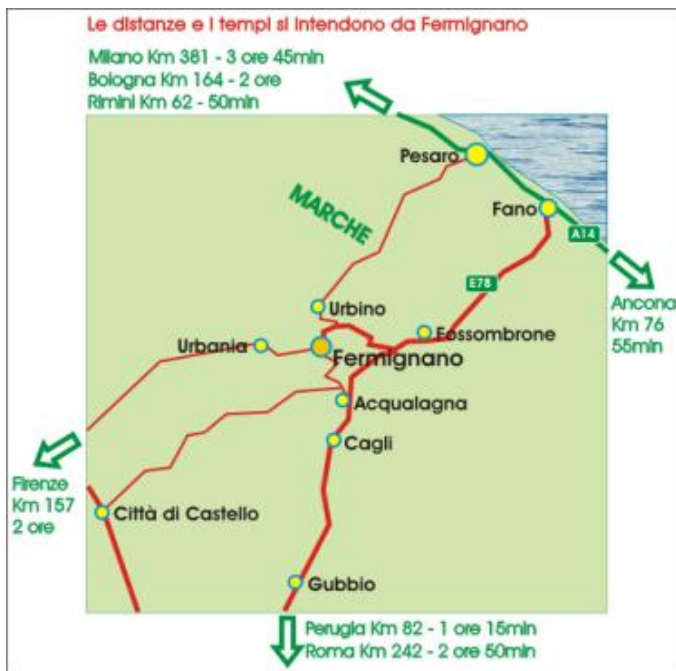 Le distanze e i tempi si intendono da Fermignano
Milano Km 381 - 3 ore 45min
Bologna Km 164 - 2 ore
Rimini Km 62 - 50min
Pesaro
MARCHE
Fano
A14
E78
Urbino
Ancona
Km 76
55min
Urbania
Fossombrone
Fermignano
Acqualagna
Cagli
Firenze
Km 157
2 ore
Città di Castello
Gubbio
Perugia Km 82 - 1 ore 15min
Roma Km 242 - 2 ore 50min